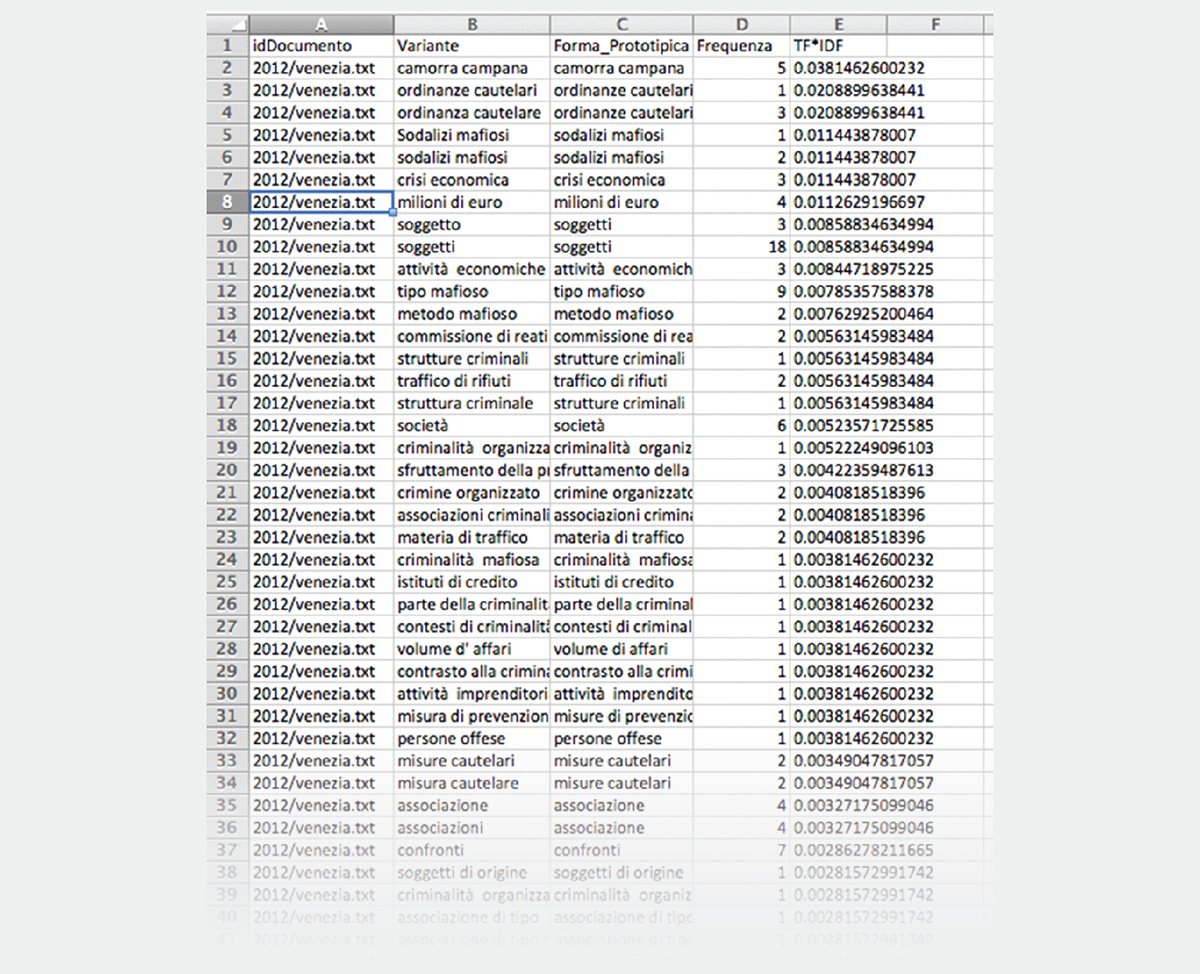 A B C D E F
1 idDocumento Variante Forma_Prototipica Frequenza TF*IDF
2 2012/venezia.txt camorra campana camorra campana 5 0.0381462600232
3 2012/venezia.txt ordinanze cautelari ordinanze cautelari 1 0.0208899638441
4 2012/venezia.txt ordinanza cautelare ordinanze cautelari 3 0.0208899638441
5 2012/venezia.txt Sodalizi mafiosi sodalizi mafiosi 1 0.011443878007
6 2012/venezia.txt sodalizi mafiosi sodalizi mafiosi 2 0.011443878007
7 2012/venezia.txt crisi economica crisi economica 3 0.011443878007
8 2012/venezia.txt milioni di euro milioni di euro 4 0.0112629196697
9 2012/venezia.txt soggetto soggetti 3 0.00858834634994
10 2012/venezia.txt soggetti soggetti 18 0.00858834634994
11 2012/venezia.txt attività economiche attività economich 3 0.00844718975225
12 2012/venezia.txt tipo mafioso tipo mafioso 9 0.00785357588378
13 2012/venezia.txt metodo mafioso metodo mafioso 2 0.00762925200464
14 2012/venezia.txt commissione di reati commissione di rea 2 0.00563145983484
15 2012/venezia.txt strutture criminali strutture criminali 1 0.00563145983484
16 2012/venezia.txt traffico di rifiuti traffico di rifiuti 2 0.00563145983484
17 2012/venezia.txt struttura criminale strutture criminali 1 0.00563145983484
18 2012/venezia.txt società società 6 0.00523571725585
19 2012/venezia.txt criminalità organizza criminalità organiz 1 0.00522249096103
20 2012/venezia.txt sfruttamento della pr sfruttamento della 3 0.00422359487613
21 2012/venezia.txt crimine organizzato crimine organizzato 2 0.0040818518396
22 2012/venezia.txt associazioni criminali associazioni crimina 2 0.0040818518396
23 2012/venezia.txt materia di traffico materia di traffico 2 0.0040818518396
24 2012/venezia.txt criminalità mafiosa criminalità mafiosa 1 0.00381462600232
25 2012/venezia.txt istituti di credito istituti di credito 1 0.00381462600232
26 2012/venezia.txt parte della criminalit parte della criminal 1 0.00381462600232
27 2012/venezia.txt contesti di criminalità contesti di criminal 1 0.00381462600232
28 2012/venezia.txt volume d' affari volume di affari 1 0.00381462600232
29 2012/venezia.txt contrasto alla crimina contrasto alla crimi 1 0.00381462600232
30 2012/venezia.txt attività imprenditori attività imprendito 1 0.00381462600232
31 2012/venezia.txt misura di prevenzion misure di prevenzio 1 0.00381462600232
32 2012/venezia.txt persone offese persone offese 1 0.00381462600232
33 2012/venezia.txt misure cautelari misure cautelari 2 0.00349047817057
34 2012/venezia.txt misura cautelare misure cautelari 2 0.00349047817057
35 2012/venezia.txt associazione associazione 4 0.00327175099046
36 2012/venezia.txt associazioni associazione 4 0.00327175099046
37 2012/venezia.txt confronti confronti 7 0.00286278211665
38 2012/venezia.txt soggetti di origine soggetti di origine 1 0.00281572991742
39 2012/venezia.txt criminalità organizza criminalità organiz 1 0.00281572991742
40 2012/venezia.txt associazione di tipo associazione di tipo 1 0.00281572991742
41 2012/venezia.txt associazione di tipo associazione di tipo 1 0.00281572991742